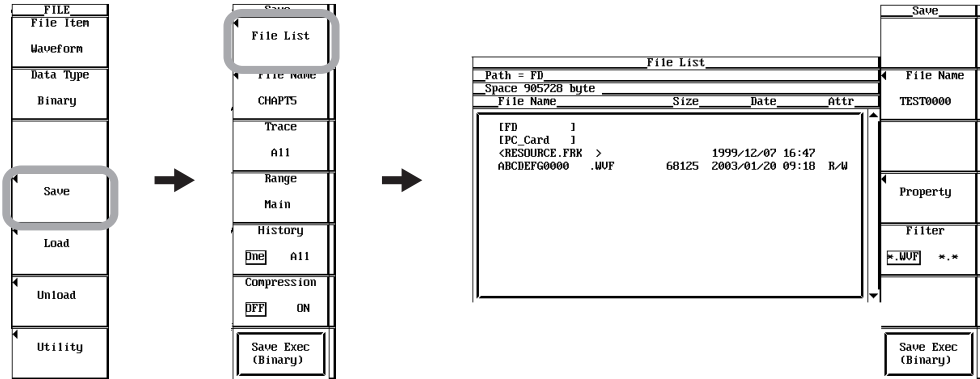 FILE
File Item
Waveform
Data Type
Binary
Save
Load
Unload
Utility
Save
File List
File Name
CHAPT5
Trace
All
Range
Main
History
One All
Compression
OFF ON
Save Exec
(Binary)
File List
Path = FD
Space 905728 byte
File Name Size Date Attr
[FD ]
[PC_Card ]
<RESOURCE.FRK > 1999/12/07 16:47
ABCDEFG0000 .WVF 68125 2003/01/20 09:18 R/W
Save
File Name
TEST0000
Property
Filter
*.WVF *.*
Save Exec
(Binary)